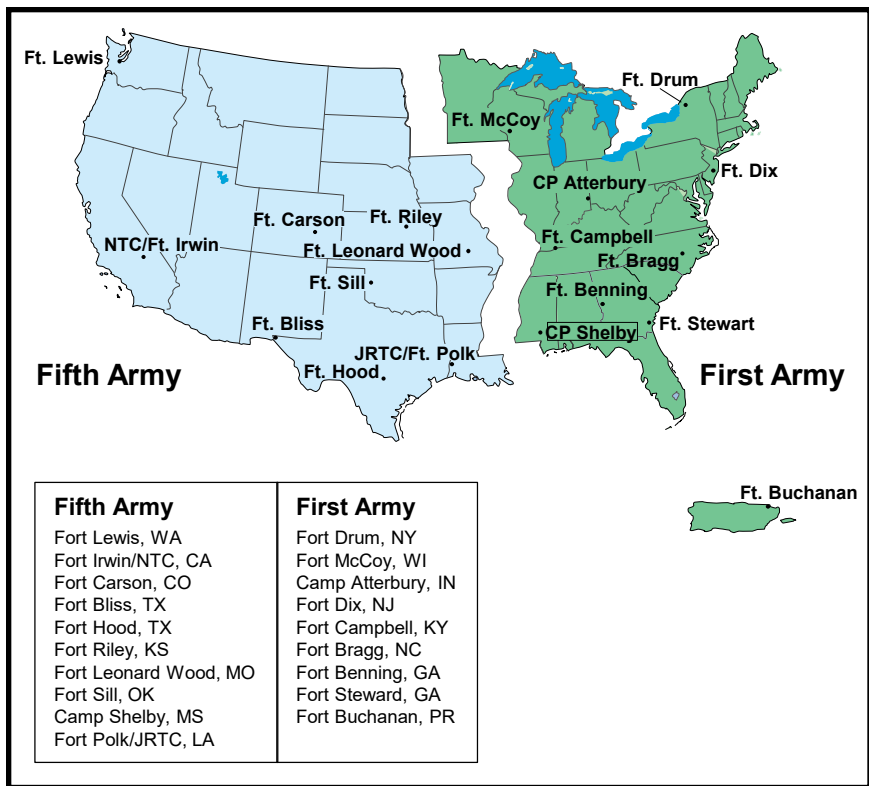 Ft. Lewis
Ft. Drum
Ft. McCoy
Ft. Dix
CP Atterbury
Ft. Carson
Ft. Riley
Ft. Campbell
NTC/Ft. Irwin
Ft. Leonard Wood
Ft. Bragg
Ft. Sill
Ft. Benning
Ft. Bliss
CP Shelby
Ft. Stewart
JRTC/Ft. Polk
Ft. Hood
Fifth Army
First Army
Ft. Buchanan
Fifth Army
Fort Lewis, WA
Fort Irwin/NTC, CA
Fort Carson, CO
Fort Bliss, TX
Fort Hood, TX
Fort Riley, KS
Fort Leonard Wood, MO
Fort Sill, OK
Camp Shelby, MS
Fort Polk/JRTC, LA
First Army
Fort Drum, NY
Fort McCoy, WI
Camp Atterbury, IN
Fort Dix, NJ
Fort Campbell, KY
Fort Bragg, NC
Fort Benning, GA
Fort Steward, GA
Fort Buchanan, PR